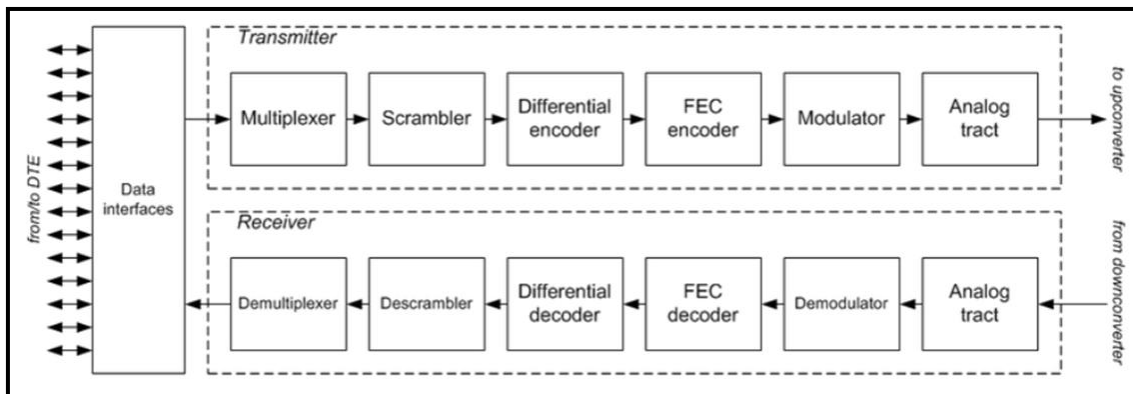 from/to DTE
Data
interfaces
Transmitter
Multiplexer
Scrambler
Differential
encoder
FEC
encoder
Modulator
Analog
tract
to upconverter
Receiver
Demultiplexer
Descrambler
Differential
decoder
FEC
decoder
Demodulator
Analog
tract
from downconverter